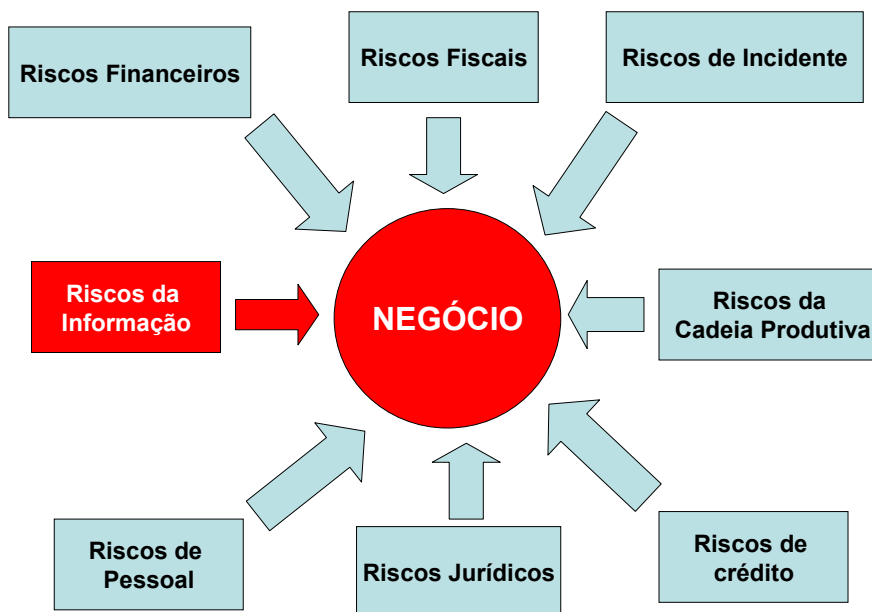 Riscos Financeiros
Riscos Fiscais
Riscos de Incidente
Riscos da
Informação
NEGÓCIO
Riscos da
Cadeia Produtiva
Riscos de
Pessoal
Riscos Jurídicos
Riscos de
crédito